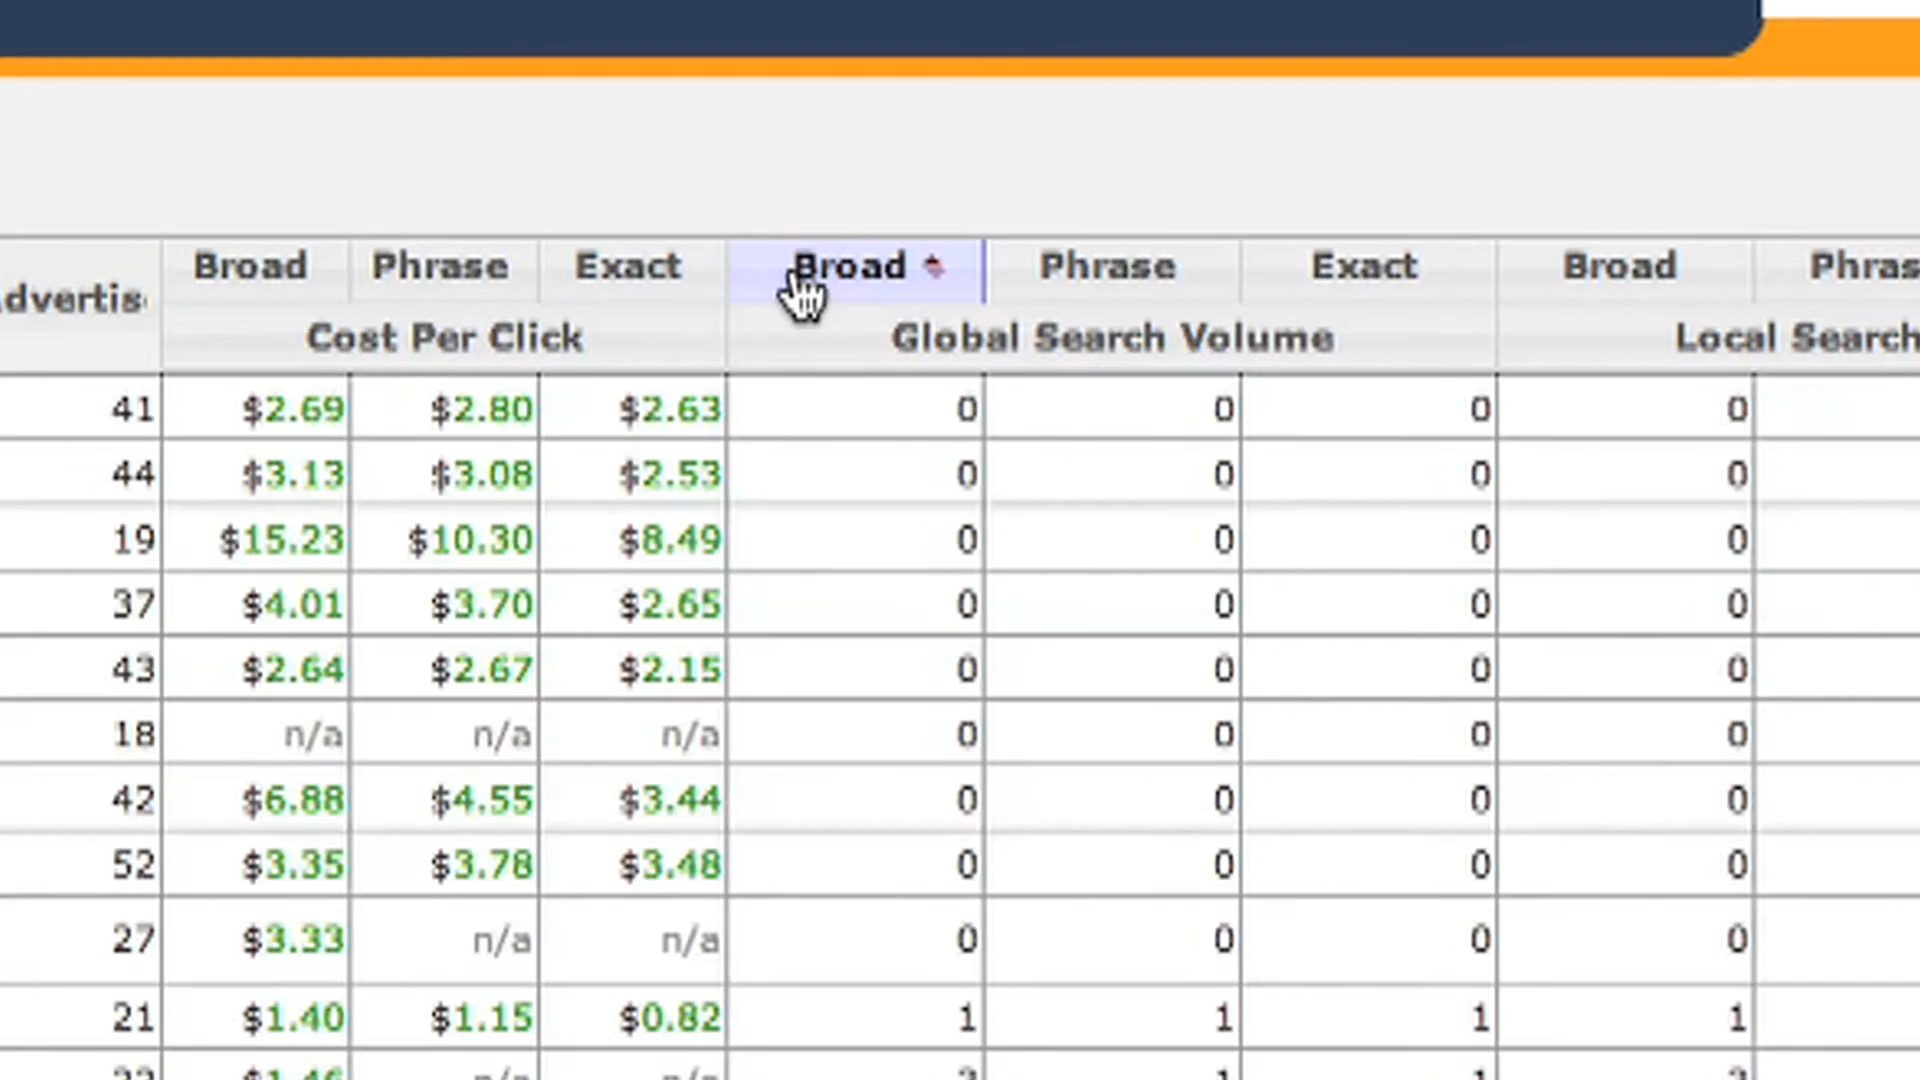 Broad Phrase Exact Broad Phrase Exact Broad Phras
dvertis
Cost Per Click Global Search Volume Local Search
41 $2.69 $2.80 $2.63 0 0 0 0
44 $3.13 $3.08 $2.53 0 0 0 0
19 $15.23 $10.30 $8.49 0 0 0 0
37 $4.01 $3.70 $2.65 0 0 0 0
43 $2.64 $2.67 $2.15 0 0 0 0
18 n/a n/a n/a 0 0 0 0
42 $6.88 $4.55 $3.44 0 0 0 0
52 $3.35 $3.78 $3.48 0 0 0 0
27 $3.33 n/a n/a 0 0 0 0
21 $1.40 $1.15 $0.82 1 1 1 1